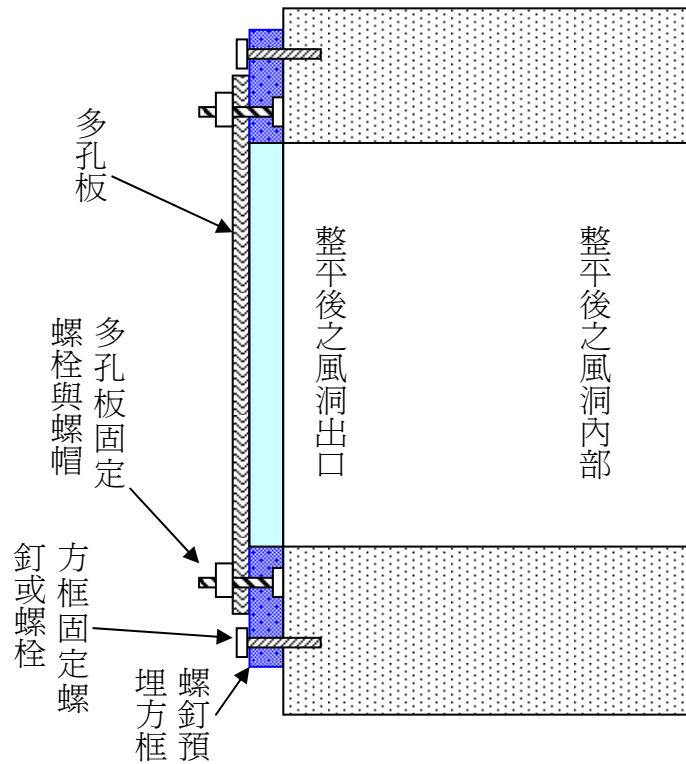 多孔板
整平後之風洞出口
整平後之風洞內部
多孔板固定
螺栓與螺帽
方框固定螺
釘或螺栓
螺釘預
埋方框